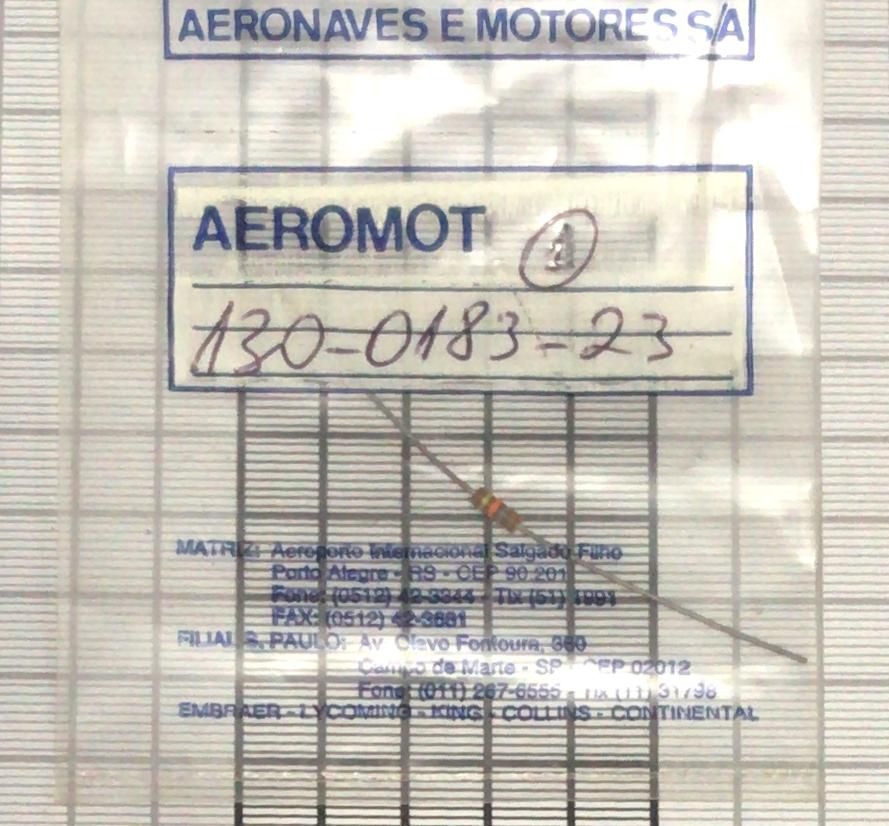 AERONAVES E MOTORES S/A
AEROMOT 1
130-0183-23
MATRIZ: Aeroporto Internacional Salgado Filho
Porto Alegre - RS - CEP 90.201
Fone: (0512) 42-3344 - Tlx (51) 1991
FAX: (0512) 42-3681
FILIAL S. PAULO: Av. Olavo Fontoura, 360
Campo de Marte - SP - CEP 02012
Fone: (011) 267-6555 - Tlx (11) 31798
EMBRAER - LYCOMING - KING - COLLINS - CONTINENTAL